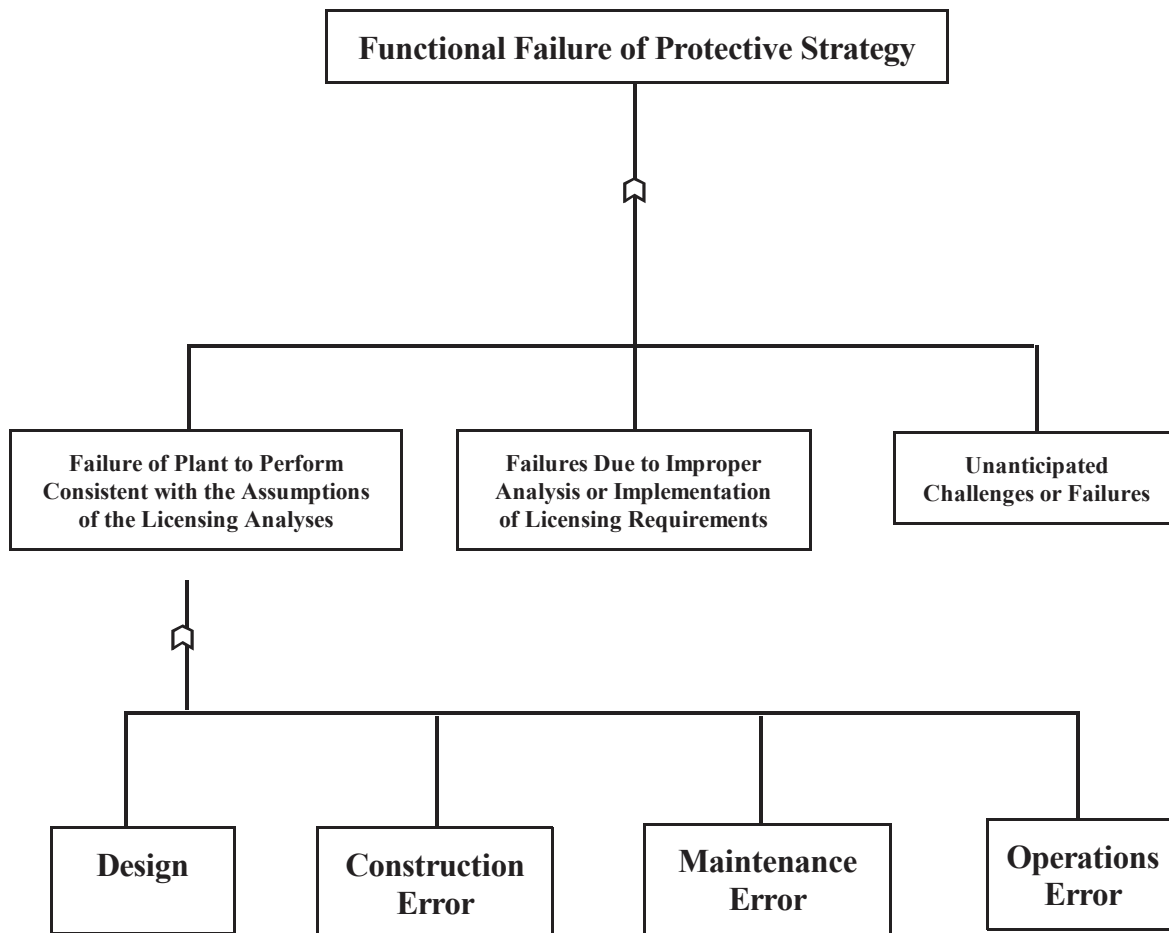 Functional Failure of Protective Strategy
Failure of Plant to Perform
Consistent with the Assumptions
of the Licensing Analyses
Failures Due to Improper
Analysis or Implementation
of Licensing Requirements
Unanticipated
Challenges or Failures
Design
Construction
Error
Maintenance
Error
Operations
Error